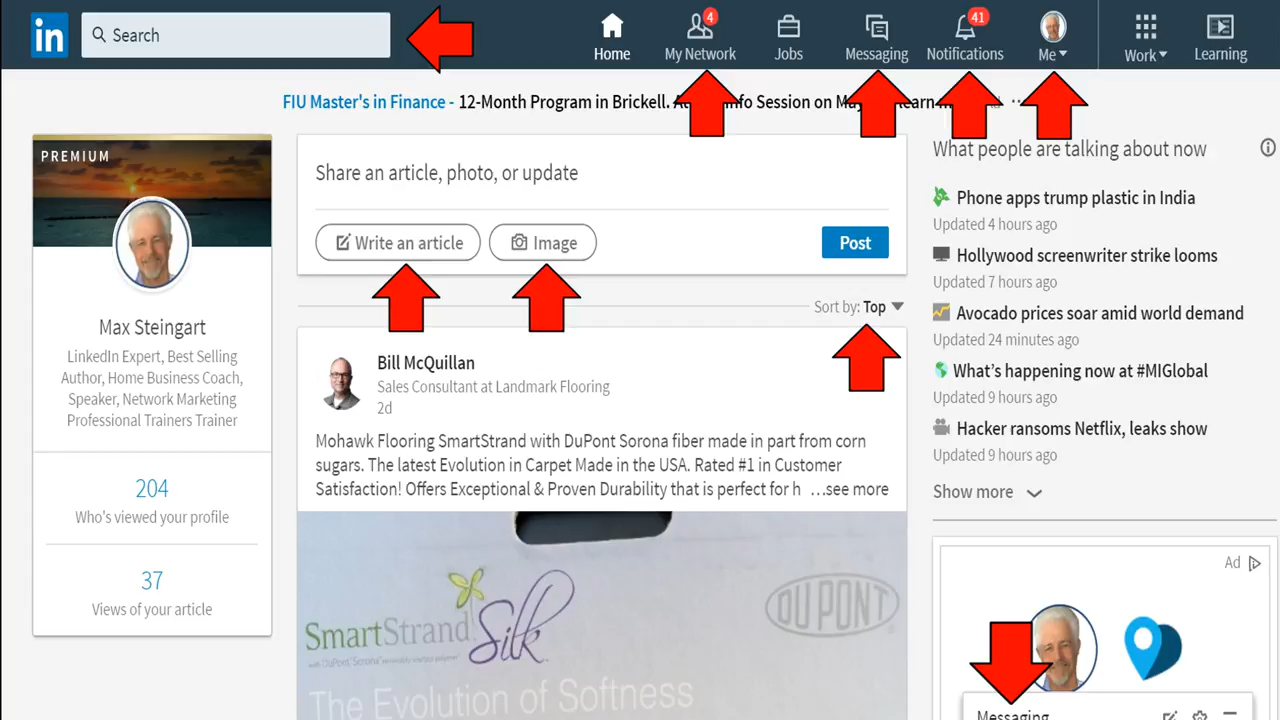 in
Search
4
41
Home
My Network
Jobs
Messaging
Notifications
Me
Work
Learning
FIU Master's in Finance - 12-Month Program in Brickell. Info Session on
PREMIUM
Max Steingart
LinkedIn Expert, Best Selling
Author, Home Business Coach,
Speaker, Network Marketing
Professional Trainers Trainer
204
Who's viewed your profile
37
Views of your article
Share an article, photo, or update
Write an article
Image
Post
Sort by: Top
Bill McQuillan
Sales Consultant at Landmark Flooring
2d
Mohawk Flooring SmartStrand with DuPont Sorona fiber made in part from corn
sugars. The latest Evolution in Carpet Made in the USA. Rated #1 in Customer
Satisfaction! Offers Exceptional & Proven Durability that is perfect for h …see more
SmartStrand Silk
with DuPont Sorona
DUPONT
The Evolution of Softness
What people are talking about now
Phone apps trump plastic in India
Updated 4 hours ago
Hollywood screenwriter strike looms
Updated 7 hours ago
Avocado prices soar amid world demand
Updated 24 minutes ago
What's happening now at #MIGlobal
Updated 9 hours ago
Hacker ransoms Netflix, leaks show
Updated 9 hours ago
Show more
Ad
Messaging